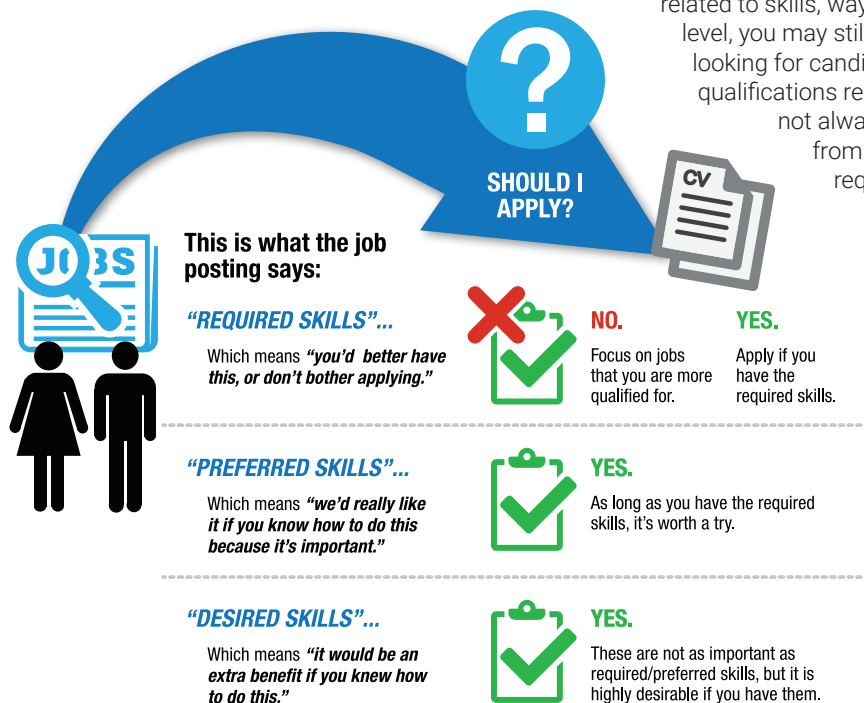 related to skills, way
level, you may stil
looking for candi
qualifications re
not alwa
from
req
?
SHOULD I
APPLY?
CV
JOBS
This is what the job
posting says:
"REQUIRED SKILLS"...
Which means "you'd better have
this, or don't bother applying."
NO.
Focus on jobs
that you are more
qualified for.
YES.
Apply if you
have the
required skills.
"PREFERRED SKILLS"...
Which means "we'd really like
it if you know how to do this
because it's important."
YES.
As long as you have the required
skills, it's worth a try.
"DESIRED SKILLS"...
Which means "it would be an
extra benefit if you knew how
to do this."
YES.
These are not as important as
required/preferred skills, but it is
highly desirable if you have them.